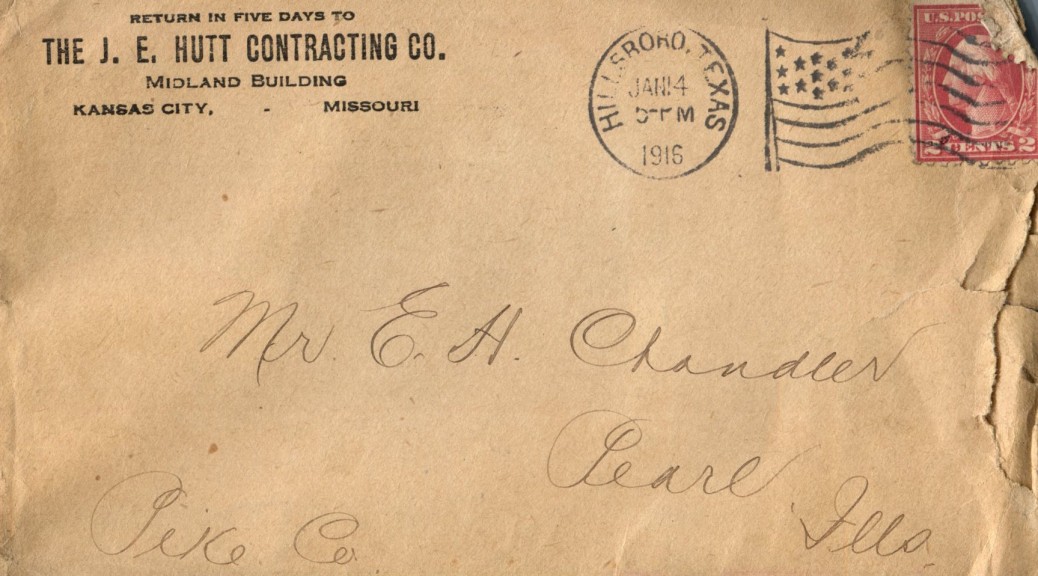 RETURN IN FIVE DAYS TO
THE J. E. HUTT CONTRACTING CO.
MIDLAND BUILDING
KANSAS CITY, - MISSOURI
HILLSBORO, TEXAS
JAN 14
5-PM
1916
U.S. POS
2 CENTS 2
Mr. E. H. Chandler
Pearl
Pike Co. Ills.